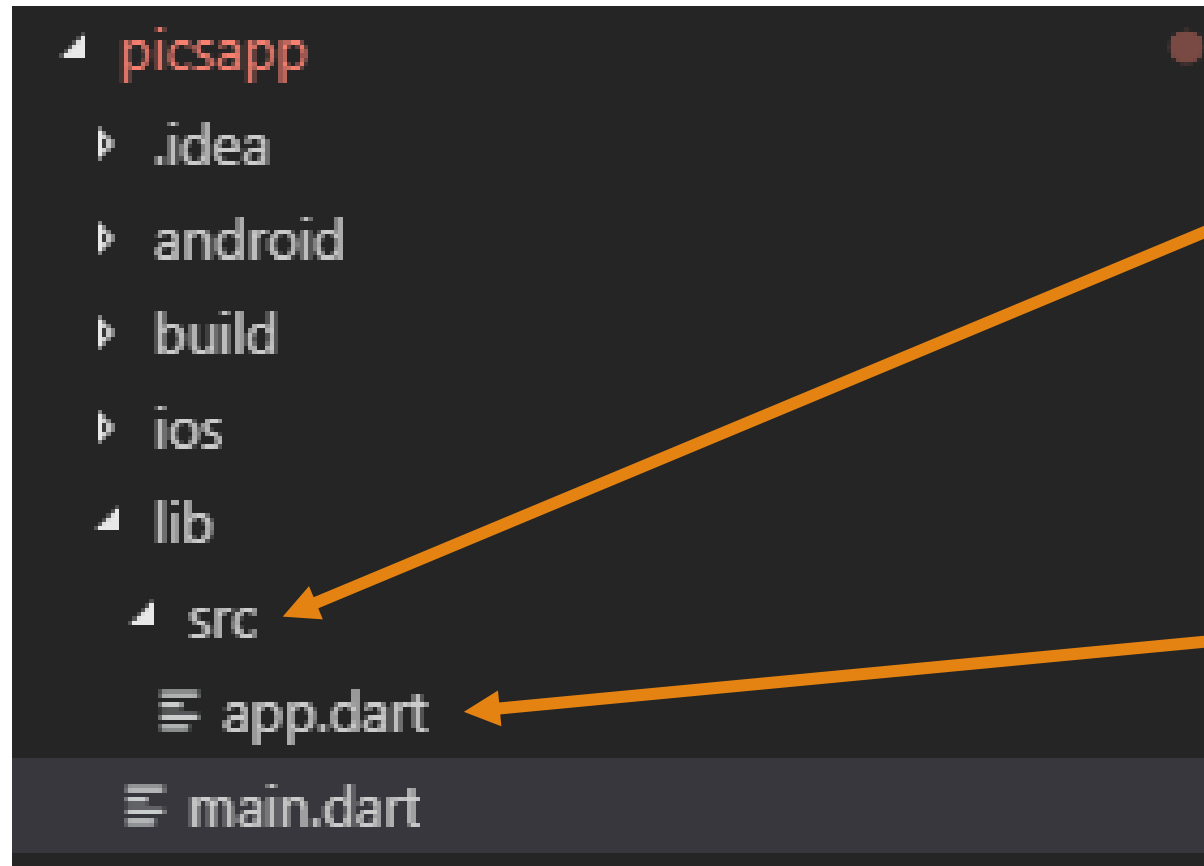 picsapp
.idea
android
build
ios
lib
src
app.dart
main.dart